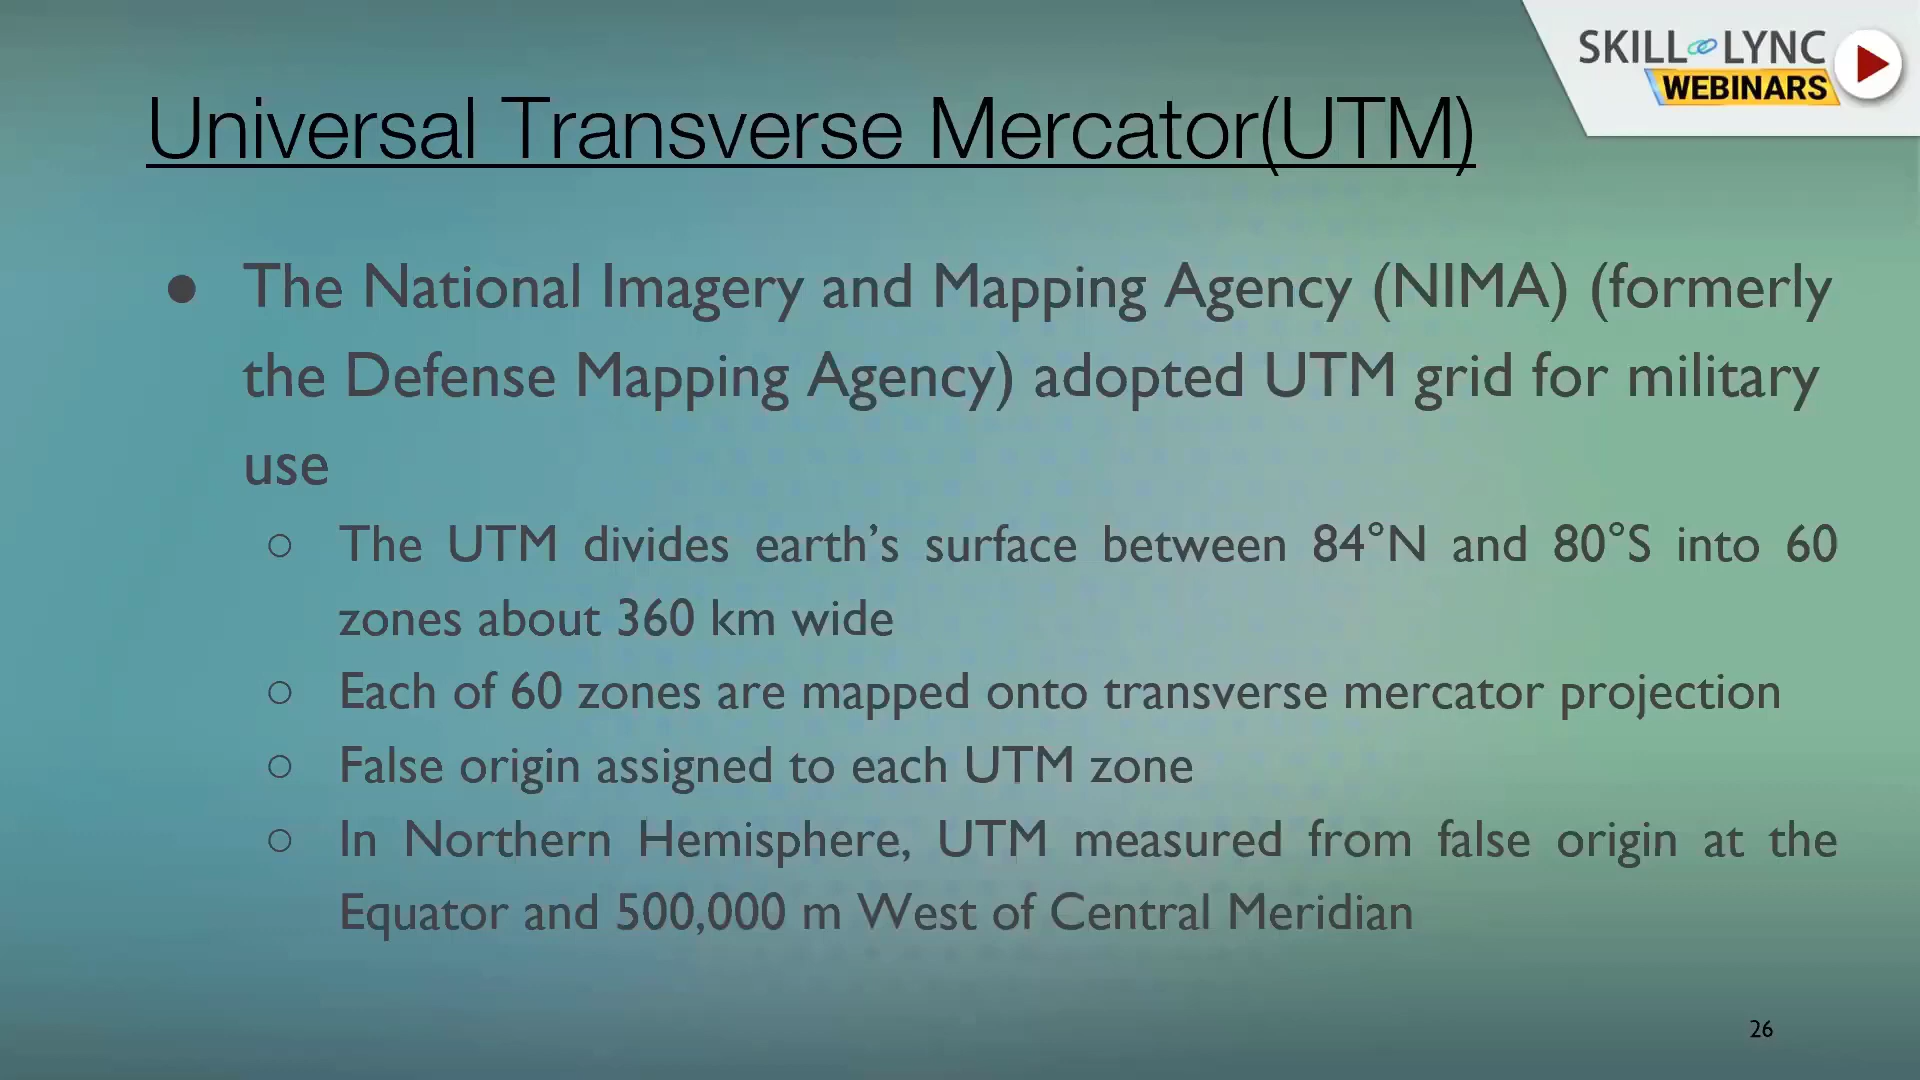 SKILL LYNC
WEBINARS
Universal Transverse Mercator(UTM)
● The National Imagery and Mapping Agency (NIMA) (formerly
the Defense Mapping Agency) adopted UTM grid for military
use
○ The UTM divides earth’s surface between 84°N and 80°S into 60
zones about 360 km wide
○ Each of 60 zones are mapped onto transverse mercator projection
○ False origin assigned to each UTM zone
○ In Northern Hemisphere, UTM measured from false origin at the
Equator and 500,000 m West of Central Meridian
26